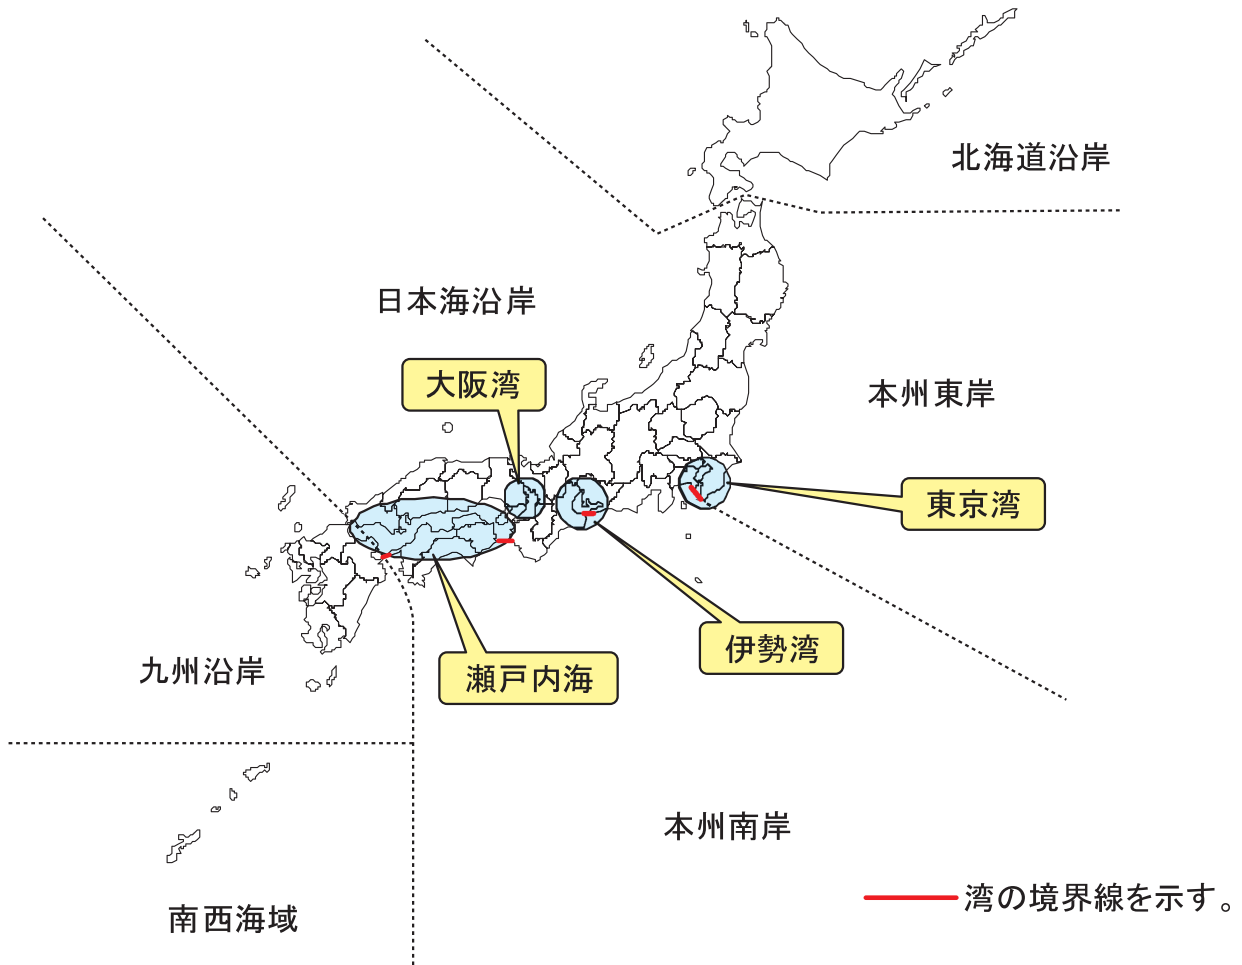 北海道沿岸
日本海沿岸
大阪湾
本州東岸
東京湾
伊勢湾
九州沿岸
瀬戸内海
本州南岸
湾の境界線を示す。
南西海域